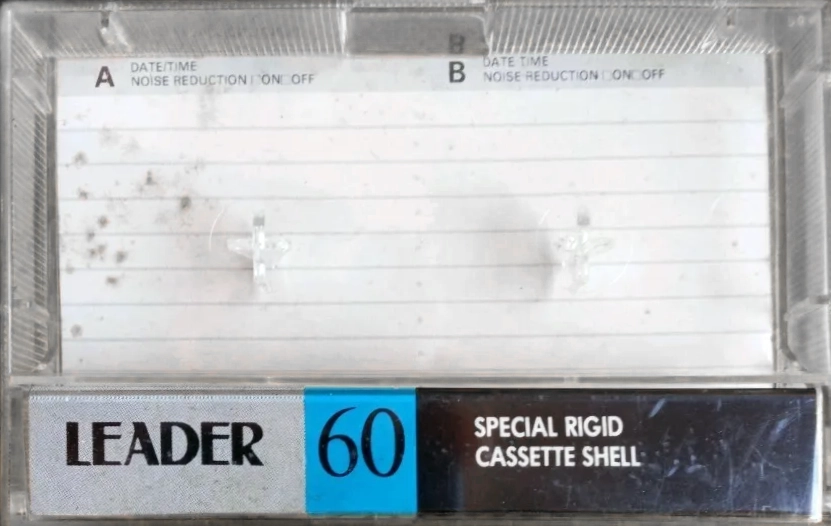 B
A DATE/TIME
NOISE REDUCTION □ON□OFF
B DATE TIME
NOISE REDUCTION □ON□OFF
LEADER 60
SPECIAL RIGID
CASSETTE SHELL